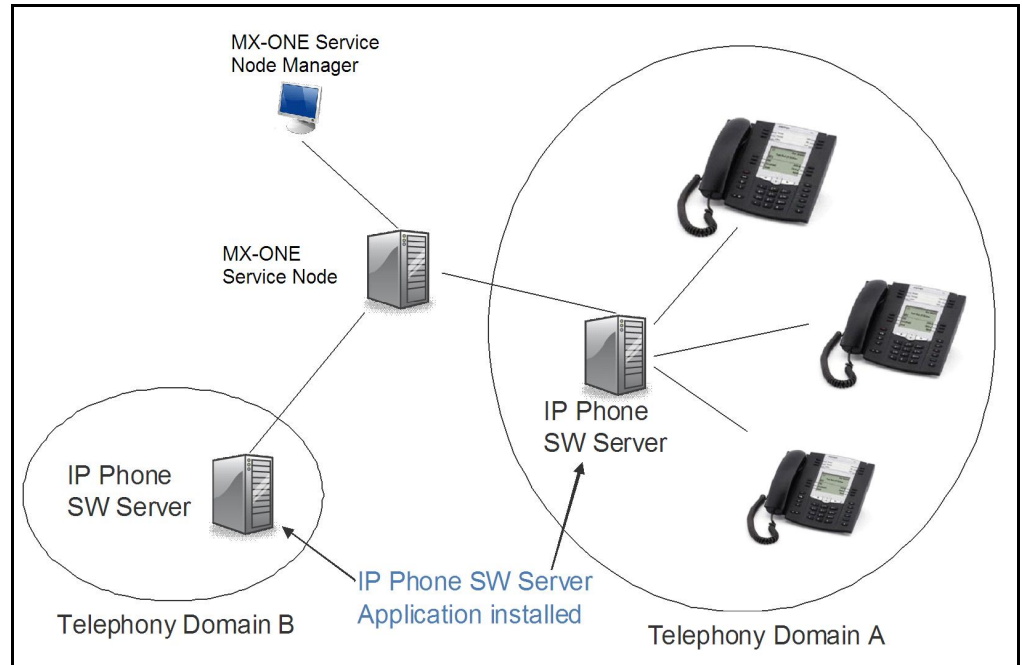 MX-ONE Service
Node Manager
MX-ONE
Service Node
IP Phone
SW Server
IP Phone
SW Server
IP Phone SW Server
Application installed
Telephony Domain B
Telephony Domain A